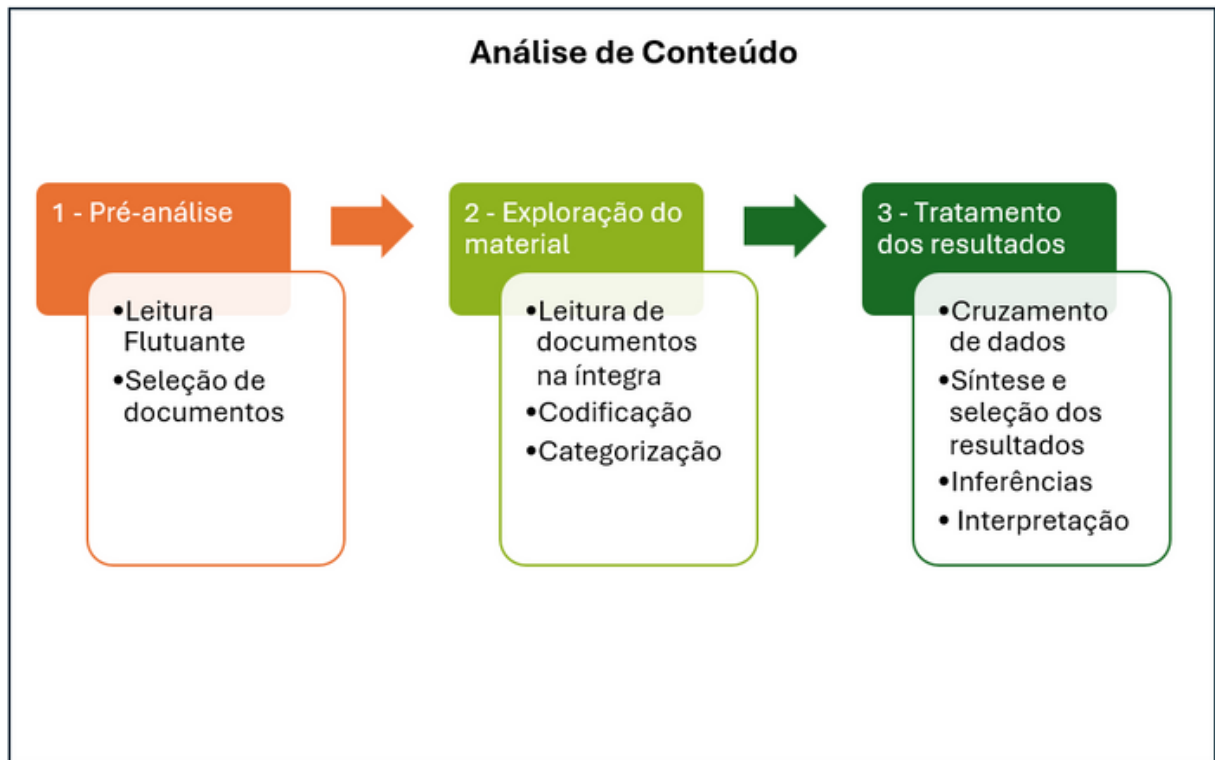 Análise de Conteúdo
1 - Pré-análise
•Leitura
Flutuante
•Seleção de
documentos
2 - Exploração do
material
•Leitura de
documentos
na íntegra
•Codificação
•Categorização
3 - Tratamento
dos resultados
•Cruzamento
de dados
•Síntese e
seleção dos
resultados
•Inferências
• Interpretação